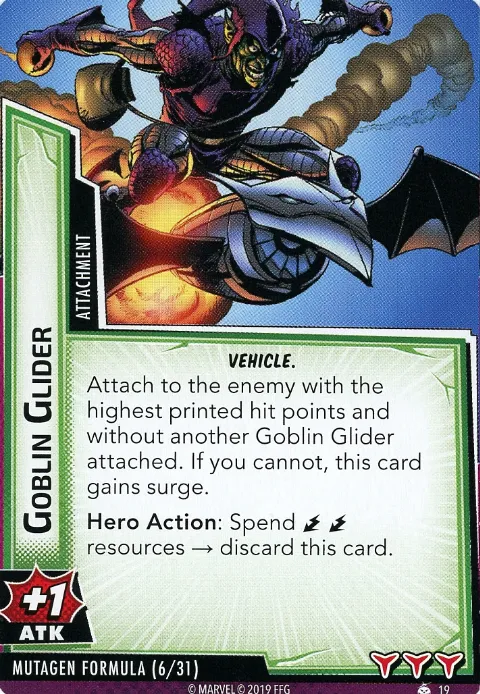 ATTACHMENT
GOBLIN GLIDER
VEHICLE.
Attach to the enemy with the
highest printed hit points and
without another Goblin Glider
attached. If you cannot, this card
gains surge.
Hero Action: Spend
resources → discard this card.
+1
ATK
MUTAGEN FORMULA (6/31)
© MARVEL © 2019 FFG
19